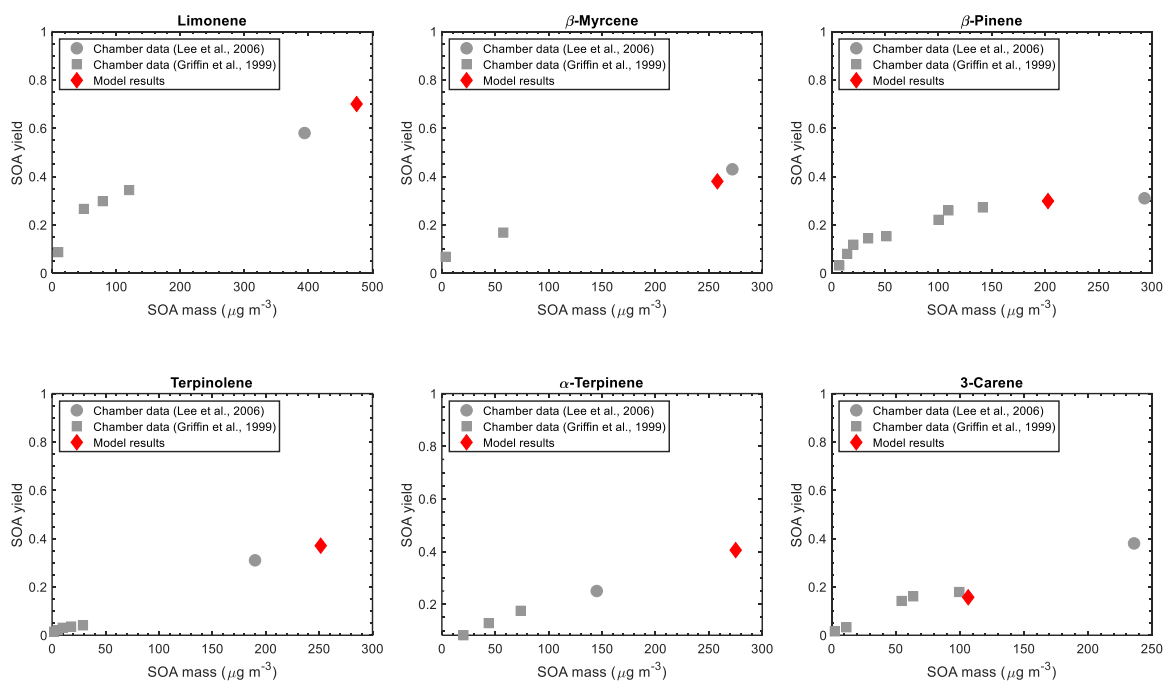 Limonene
Chamber data (Lee et al., 2006)
Chamber data (Griffin et al., 1999)
Model results
SOA yield
1
0.8
0.6
0.4
0.2
0
0 100 200 300 400 500
SOA mass (μg m⁻³)
β-Myrcene
Chamber data (Lee et al., 2006)
Chamber data (Griffin et al., 1999)
Model results
SOA yield
1
0.8
0.6
0.4
0.2
0
0 50 100 150 200 250 300
SOA mass (μg m⁻³)
β-Pinene
Chamber data (Lee et al., 2006)
Chamber data (Griffin et al., 1999)
Model results
SOA yield
1
0.8
0.6
0.4
0.2
0
0 50 100 150 200 250 300
SOA mass (μg m⁻³)
Terpinolene
Chamber data (Lee et al., 2006)
Chamber data (Griffin et al., 1999)
Model results
SOA yield
1
0.8
0.6
0.4
0.2
0
0 50 100 150 200 250 300
SOA mass (μg m⁻³)
α-Terpinene
Chamber data (Lee et al., 2006)
Chamber data (Griffin et al., 1999)
Model results
SOA yield
1
0.8
0.6
0.4
0.2
0 50 100 150 200 250 300
SOA mass (μg m⁻³)
3-Carene
Chamber data (Lee et al., 2006)
Chamber data (Griffin et al., 1999)
Model results
SOA yield
1
0.8
0.6
0.4
0.2
0
0 50 100 150 200 250
SOA mass (μg m⁻³)